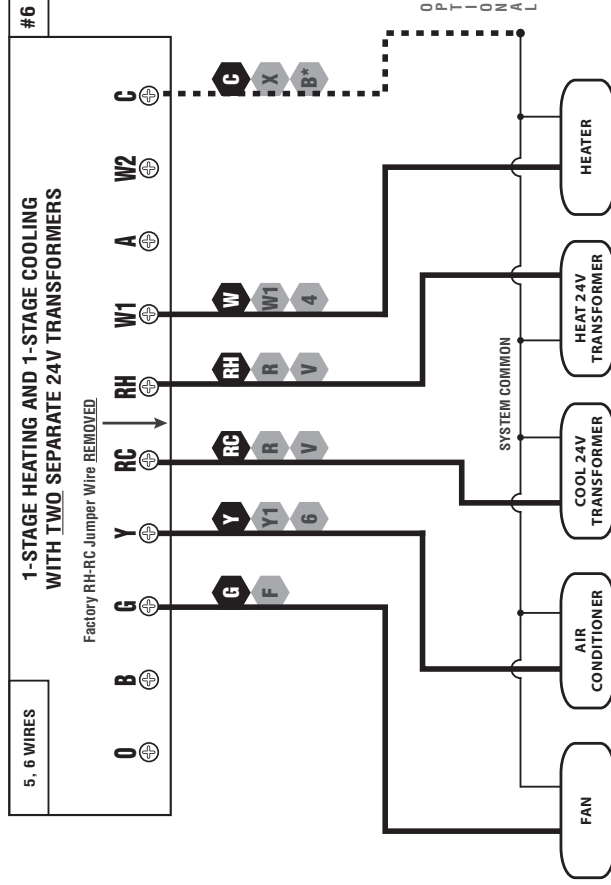 #6
5, 6 WIRES
1-STAGE HEATING AND 1-STAGE COOLING
WITH TWO SEPARATE 24V TRANSFORMERS
Factory RH-RC Jumper Wire REMOVED
O B G Y RC RH W1 A W2 C
G Y RC RH W C
F Y1 R R W1 X
6 V V 4 B*
OPTIONAL
SYSTEM COMMON
FAN
AIR
CONDITIONER
COOL 24V
TRANSFORMER
HEAT 24V
TRANSFORMER
HEATER